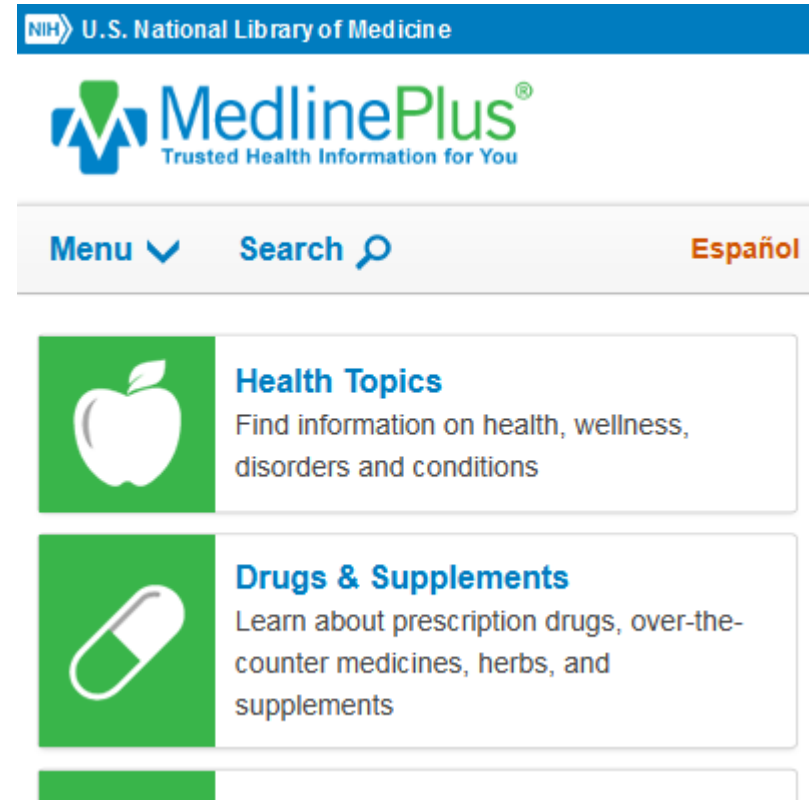 NIH U.S. National Library of Medicine
MedlinePlus®
Trusted Health Information for You
Menu Search Español
Health Topics
Find information on health, wellness,
disorders and conditions
Drugs & Supplements
Learn about prescription drugs, over-the-
counter medicines, herbs, and
supplements